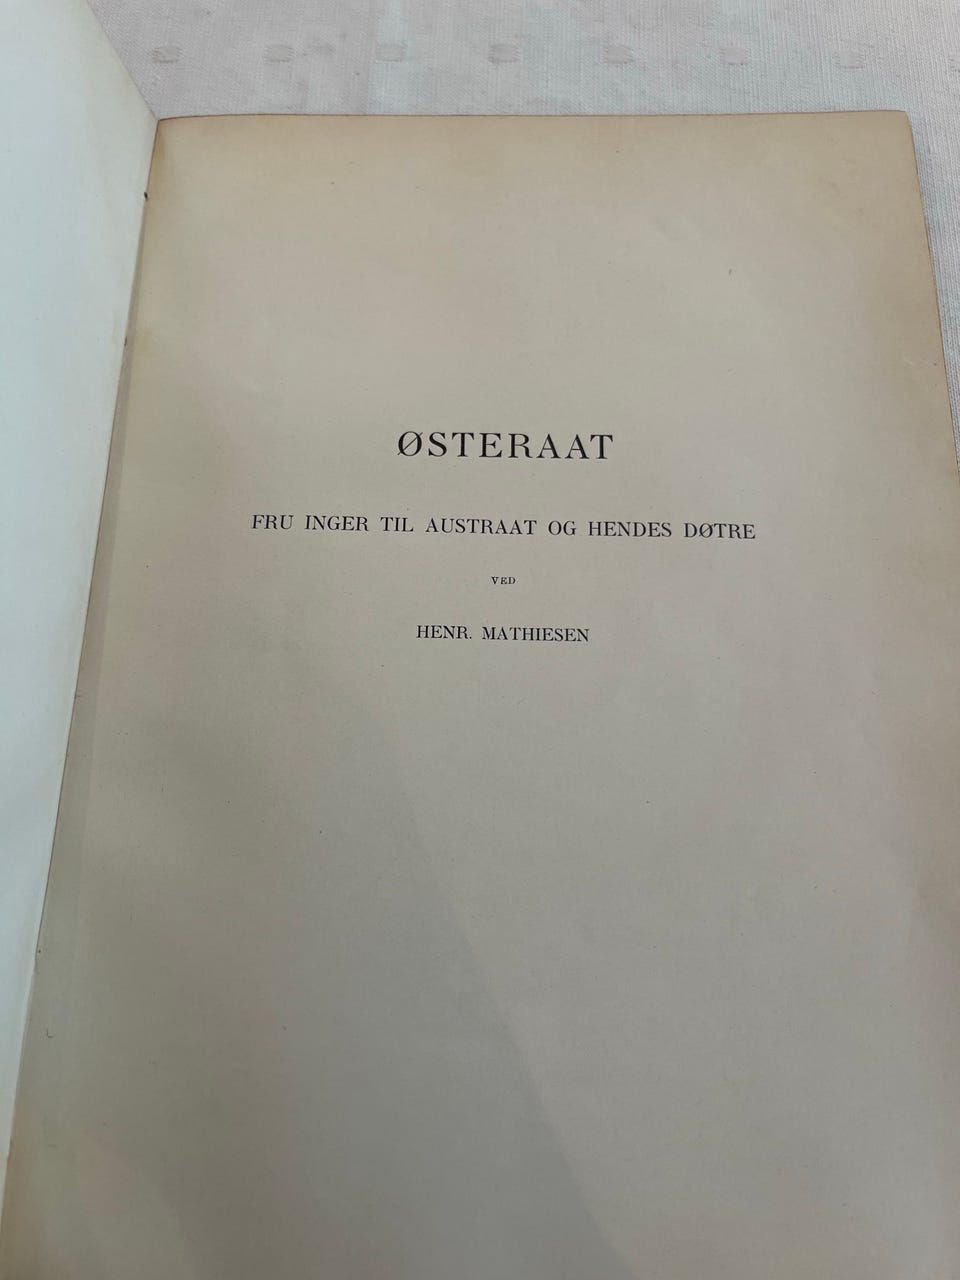 ØSTERAAT
FRU INGER TIL AUSTRAAT OG HENDES DØTRE
VED
HENR. MATHIESEN